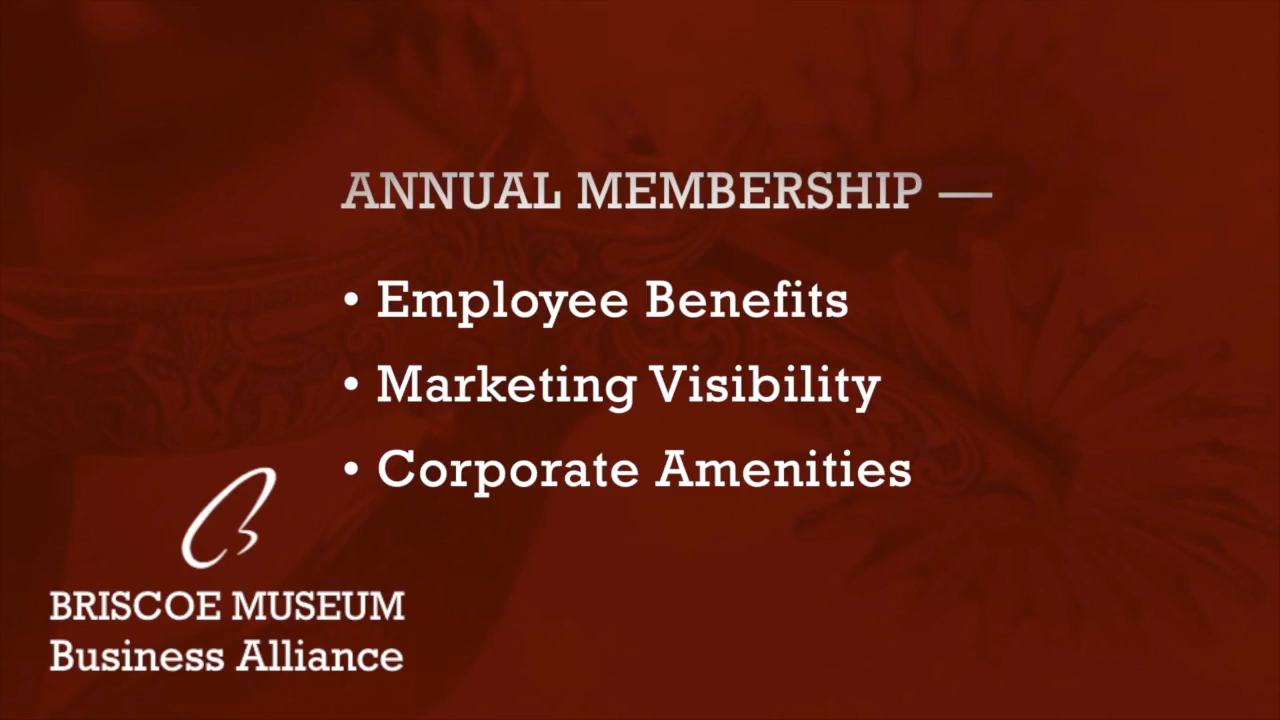 ANNUAL MEMBERSHIP —
• Employee Benefits
• Marketing Visibility
• Corporate Amenities
BRISCOE MUSEUM
Business Alliance